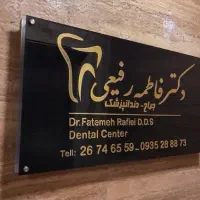 دکتر فاطمه رفیعی
جراح - دندانپزشک
Dr.Fatemeh Rafiei D.D.S
Dental Center
Tell: 26 74 65 59 - 0935 28 88 73